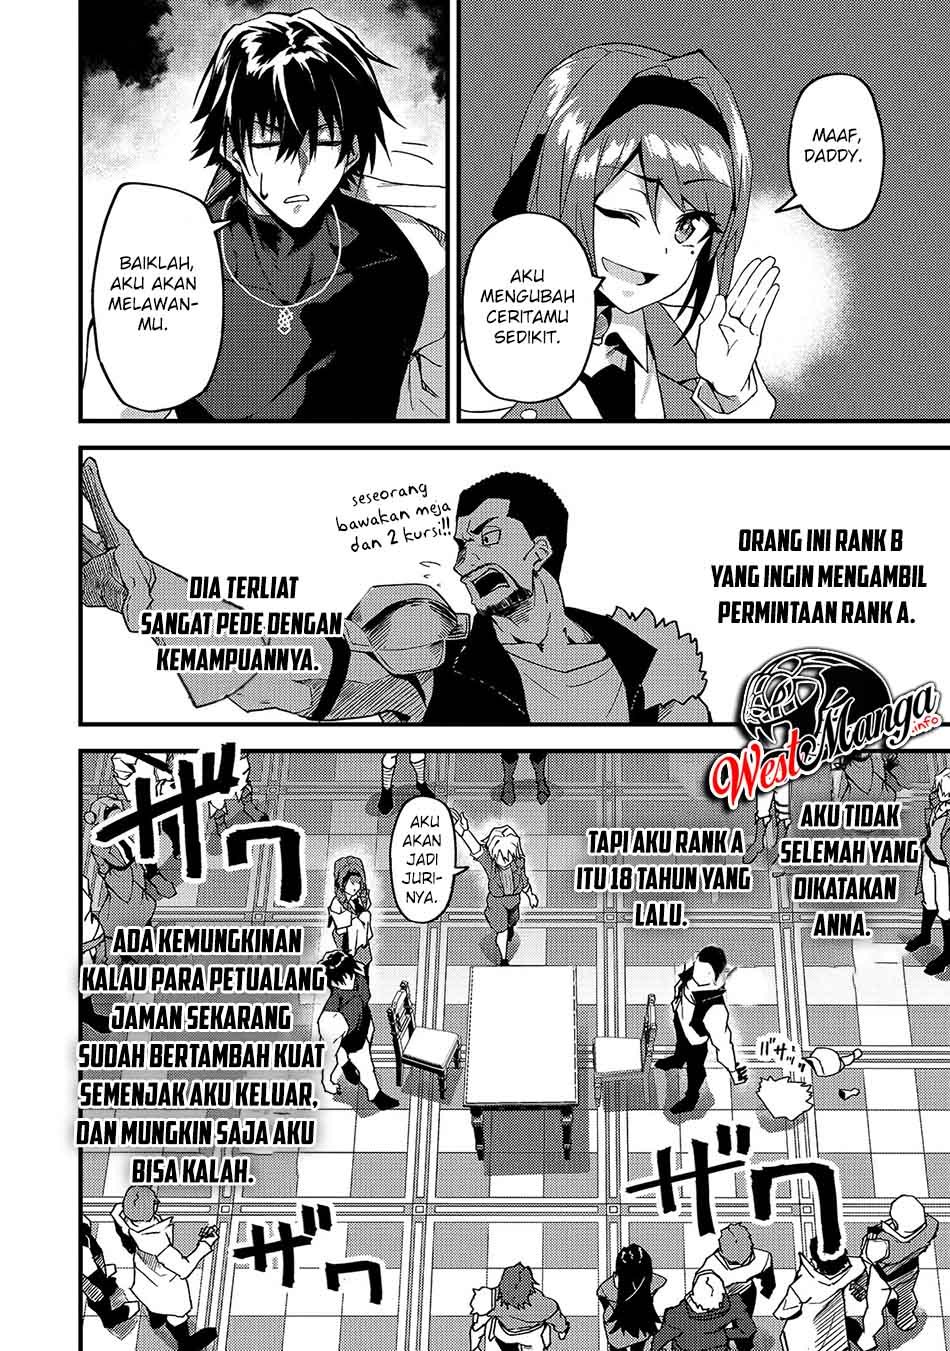 MAAF,
DADDY.
AKU
MENGUBAH
CERITAMU
SEDIKIT.
BAIKLAH,
AKU AKAN
MELAWAN-
MU.
ORANG INI RANK B
YANG INGIN MENGAMBIL
PERMINTAAN RANK A.
seseorang
bawakan meja
dan 2 kursi!!
DIA TERLIAT
SANGAT PEDE DENGAN
KEMAMPUANNYA.
WestManga
.info
AKU TIDAK
SELEMAH YANG
DIKATAKAN
ANNA.
TAPI AKU RANK A
ITU 18 TAHUN YANG
LALU.
AKU
AKAN
JADI
JURI-
NYA.
ザワ
ADA KEMUNGKINAN
KALAU PARA PETUALANG
JAMAN SEKARANG
SUDAH BERTAMBAH KUAT
SEMENJAK AKU KELUAR,
DAN MUNGKIN SAJA AKU
BISA KALAH.
ザワ
ザワ